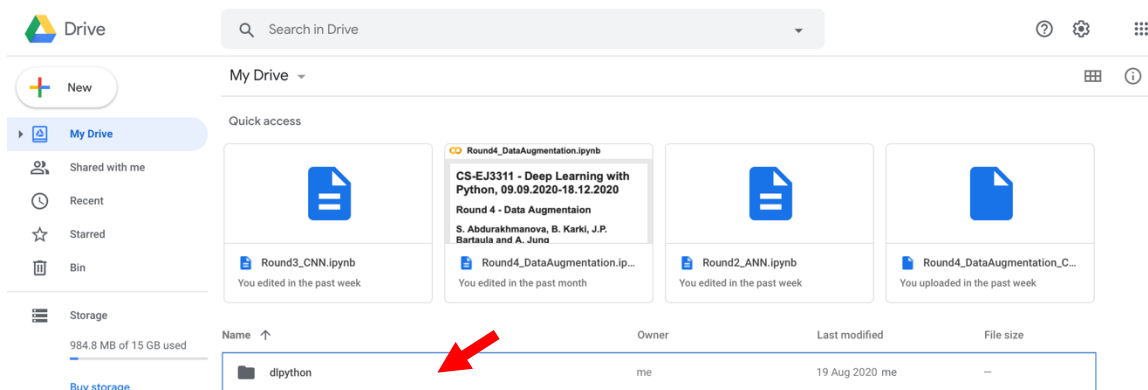 Drive
Search in Drive
New
My Drive
My Drive
Shared with me
Recent
Starred
Bin
Storage
984.8 MB of 15 GB used
Buy storage
Quick access
Round3_CNN.ipynb
You edited in the past week
Round4_DataAugmentation.ipynb
CS-EJ3311 - Deep Learning with
Python, 09.09.2020-18.12.2020
Round 4 - Data Augmentaion
S. Abdurakhmanova, B. Karki, J.P.
Bartaula and A. Jung
Round4_DataAugmentation.ip...
You edited in the past month
Round2_ANN.ipynb
You edited in the past week
Round4_DataAugmentation_C...
You uploaded in the past week
Name Owner Last modified File size
dlpython me 19 Aug 2020 me —